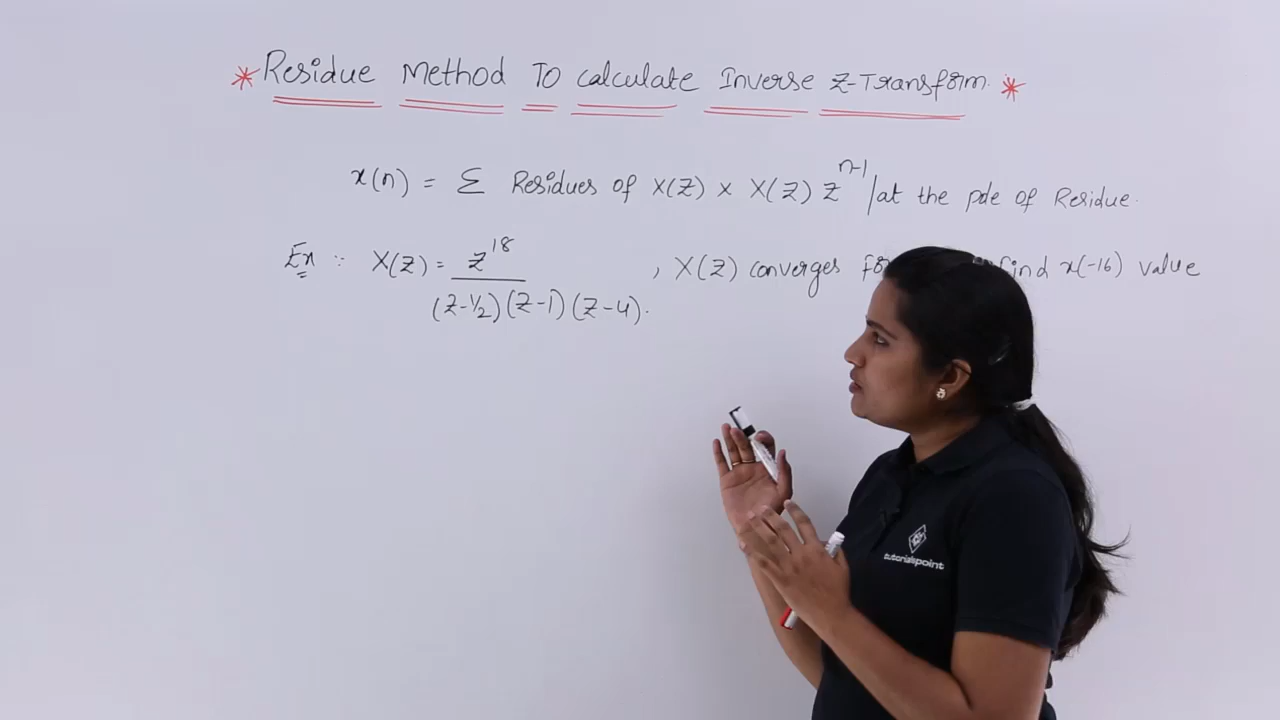 * Residue Method To calculate Inverse Z-Transform. *
x(n) = Σ Residues of X(Z) × X(Z) Z^{n-1} /at the pole of Residue.
Ex : X(Z) = Z^{18} / (Z-1/2)(Z-1)(Z-4). , X(Z) converges find x(-16) value
tutorialspoint